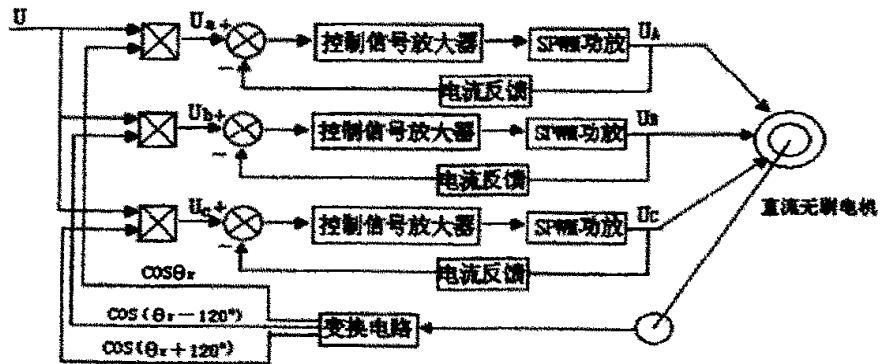 U
Ua+
控制信号放大器
SPWM功放
UA
电流反馈
Ub+
控制信号放大器
SPWM功放
UB
电流反馈
Uc+
控制信号放大器
SPWM功放
UC
电流反馈
直流无刷电机
COSθr
COS(θr-120°)
COS(θr+120°)
变换电路